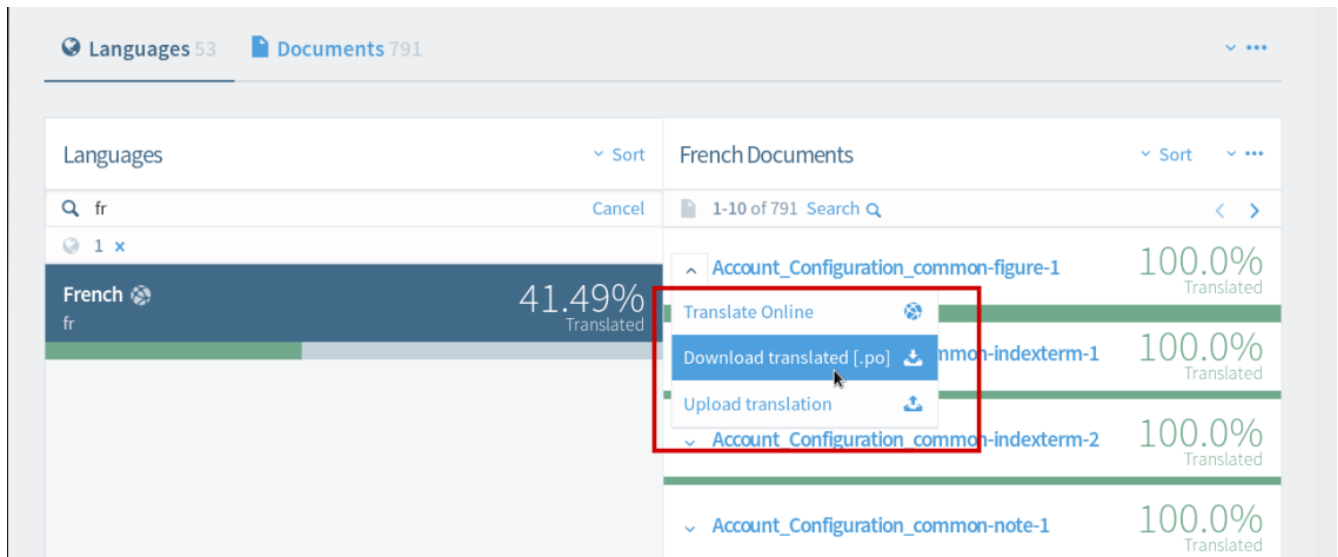 Languages 53
Documents 791
Languages
Sort
fr
Cancel
1 x
French
fr
41.49%
Translated
French Documents
Sort
1-10 of 791 Search
Account_Configuration_common-figure-1
100.0%
Translated
Translate Online
Download translated [.po]
Upload translation
mmon-indexterm-1
100.0%
Translated
Account_Configuration_common-indexterm-2
100.0%
Translated
Account_Configuration_common-note-1
100.0%
Translated